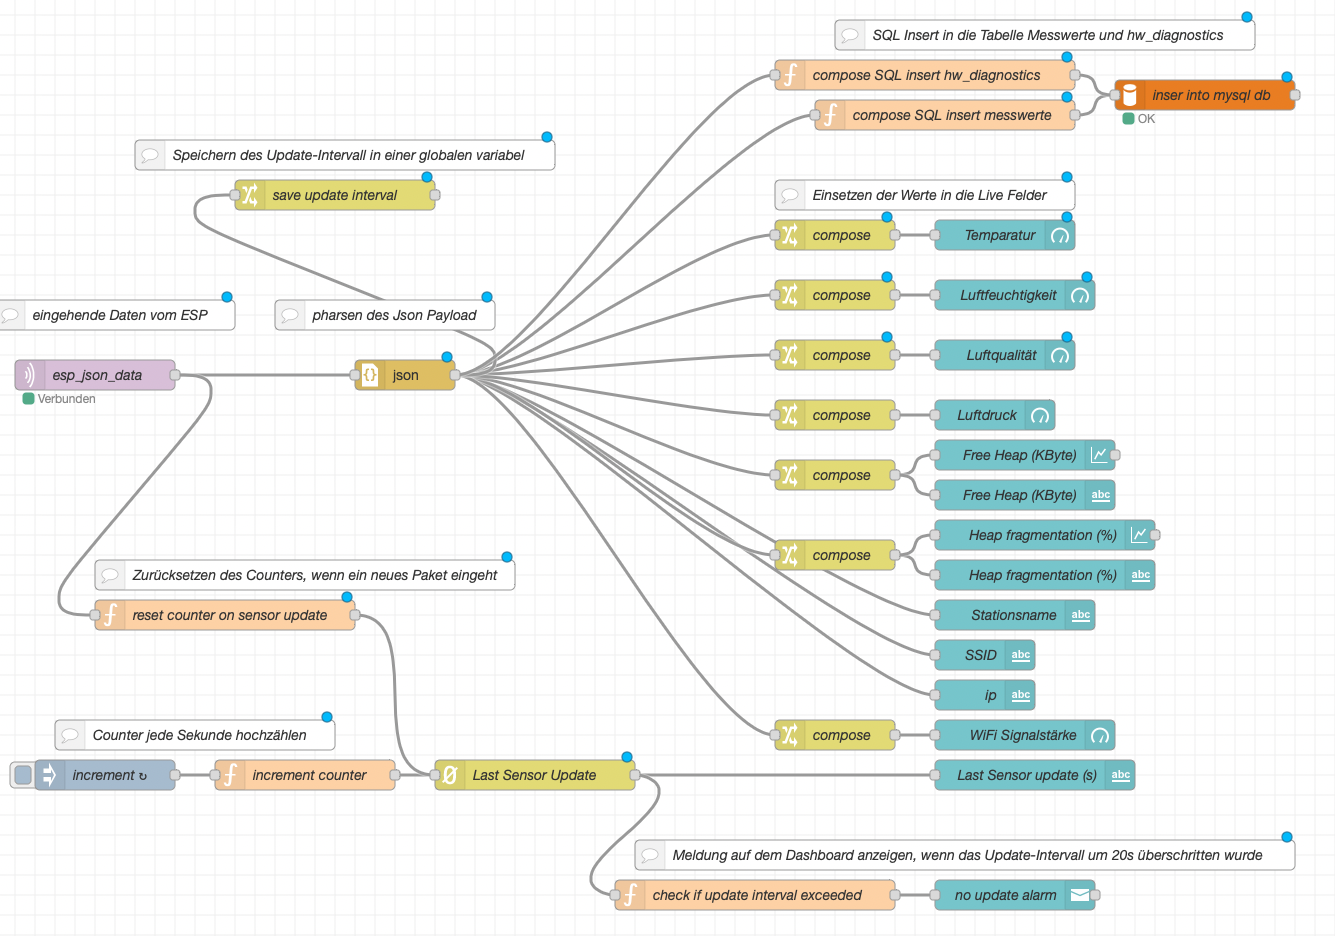 SQL Insert in die Tabelle Messwerte und hw_diagnostics
compose SQL insert hw_diagnostics
inser into mysql db
compose SQL insert messwerte
OK
Speichern des Update-Intervall in einer globalen variabel
save update interval
Einsetzen der Werte in die Live Felder
compose
Temparatur
compose
Luftfeuchtigkeit
eingehende Daten vom ESP
pharsen des Json Payload
compose
Luftqualität
esp_json_data
json
Verbunden
compose
Luftdruck
Free Heap (KByte)
compose
Free Heap (KByte)
abc
Heap fragmentation (%)
compose
Heap fragmentation (%)
abc
Zurücksetzen des Counters, wenn ein neues Paket eingeht
reset counter on sensor update
Stationsname
abc
SSID
abc
ip
abc
Counter jede Sekunde hochzählen
compose
WiFi Signalstärke
increment ↻
increment counter
Last Sensor Update
Last Sensor update (s)
abc
Meldung auf dem Dashboard anzeigen, wenn das Update-Intervall um 20s überschritten wurde
check if update interval exceeded
no update alarm